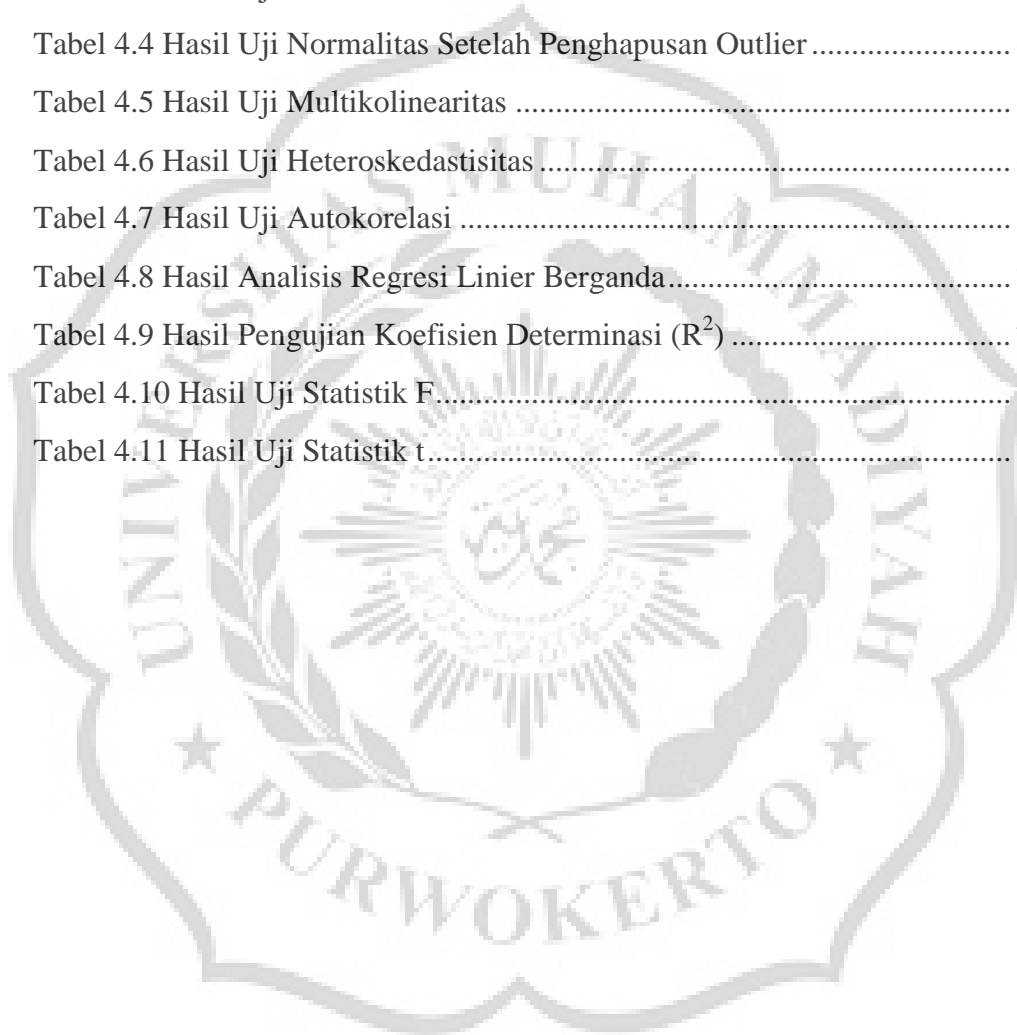 Tabel 4.4 Hasil Uji Normalitas Setelah Penghapusan Outlier ........................
Tabel 4.5 Hasil Uji Multikolinearitas ...............................................................
Tabel 4.6 Hasil Uji Heteroskedastisitas ............................................................
Tabel 4.7 Hasil Uji Autokorelasi ......................................................................
Tabel 4.8 Hasil Analisis Regresi Linier Berganda............................................
Tabel 4.9 Hasil Pengujian Koefisien Determinasi (R²) ...................................
Tabel 4.10 Hasil Uji Statistik F.........................................................................
Tabel 4.11 Hasil Uji Statistik t..........................................................................
UNIVERSITAS MUHAMMADIYAH
PURWOKERTO